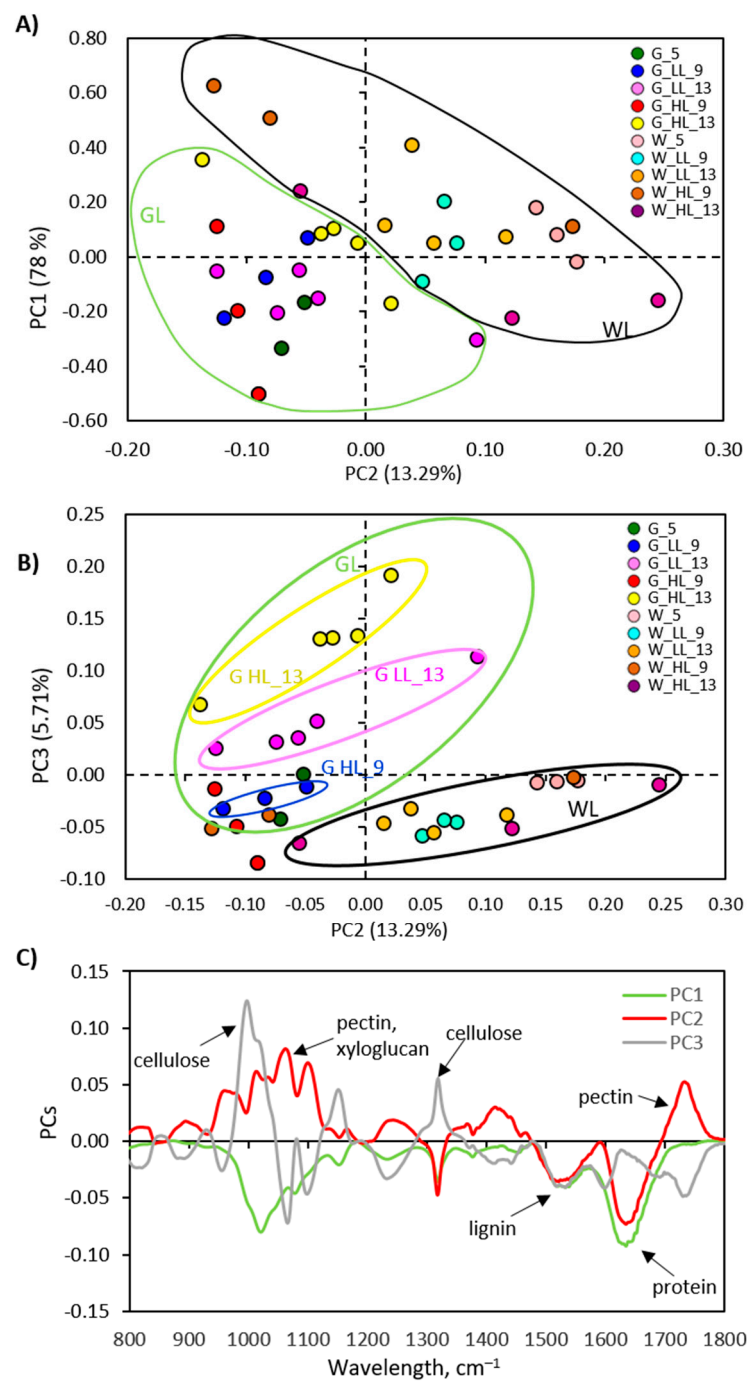 A)
0.80
0.60
0.40
0.20
0.00
-0.20
-0.40
-0.60
PC1 (78 %)
GL
WL
G_5
G_LL_9
G_LL_13
G_HL_9
G_HL_13
W_5
W_LL_9
W_LL_13
W_HL_9
W_HL_13
-0.20 -0.10 0.00 0.10 0.20 0.30
PC2 (13.29%)
B)
0.25
0.20
0.15
0.10
0.05
0.00
-0.05
-0.10
PC3 (5.71%)
GL
G HL_13
G LL_13
G HL_9
WL
G_5
G_LL_9
G_LL_13
G_HL_9
G_HL_13
W_5
W_LL_9
W_LL_13
W_HL_9
W_HL_13
-0.20 -0.15 -0.10 -0.05 0.00 0.05 0.10 0.15 0.20 0.25 0.30
PC2 (13.29%)
C)
0.15
0.10
0.05
0.00
-0.05
-0.10
-0.15
PCs
cellulose
pectin,
xyloglucan
cellulose
PC1
PC2
PC3
pectin
lignin
protein
800 900 1000 1100 1200 1300 1400 1500 1600 1700 1800
Wavelength, cm⁻¹